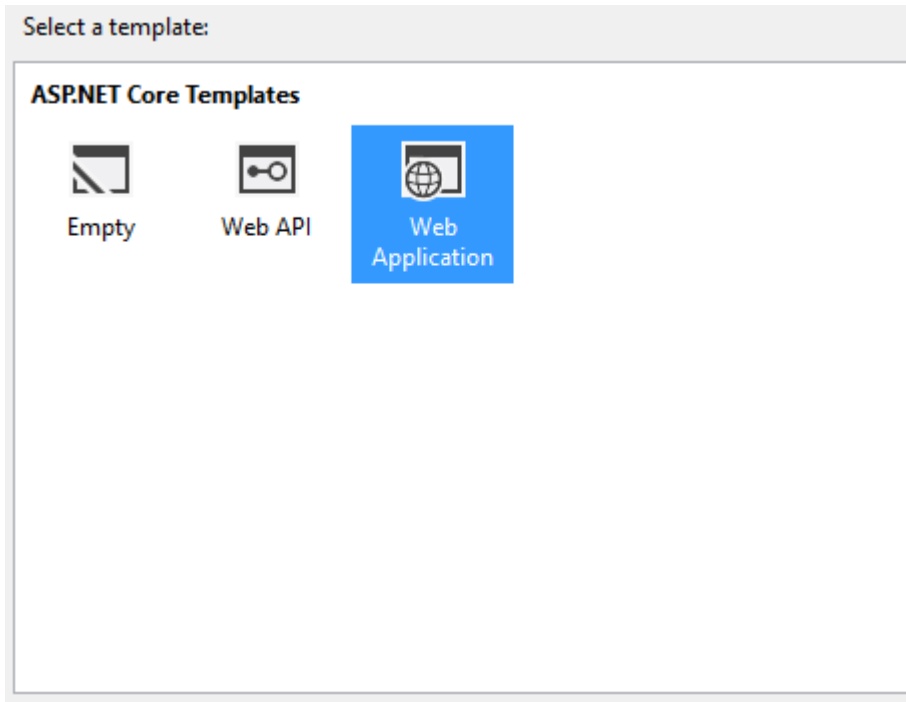 Select a template:
ASP.NET Core Templates
Empty
Web API
Web
Application